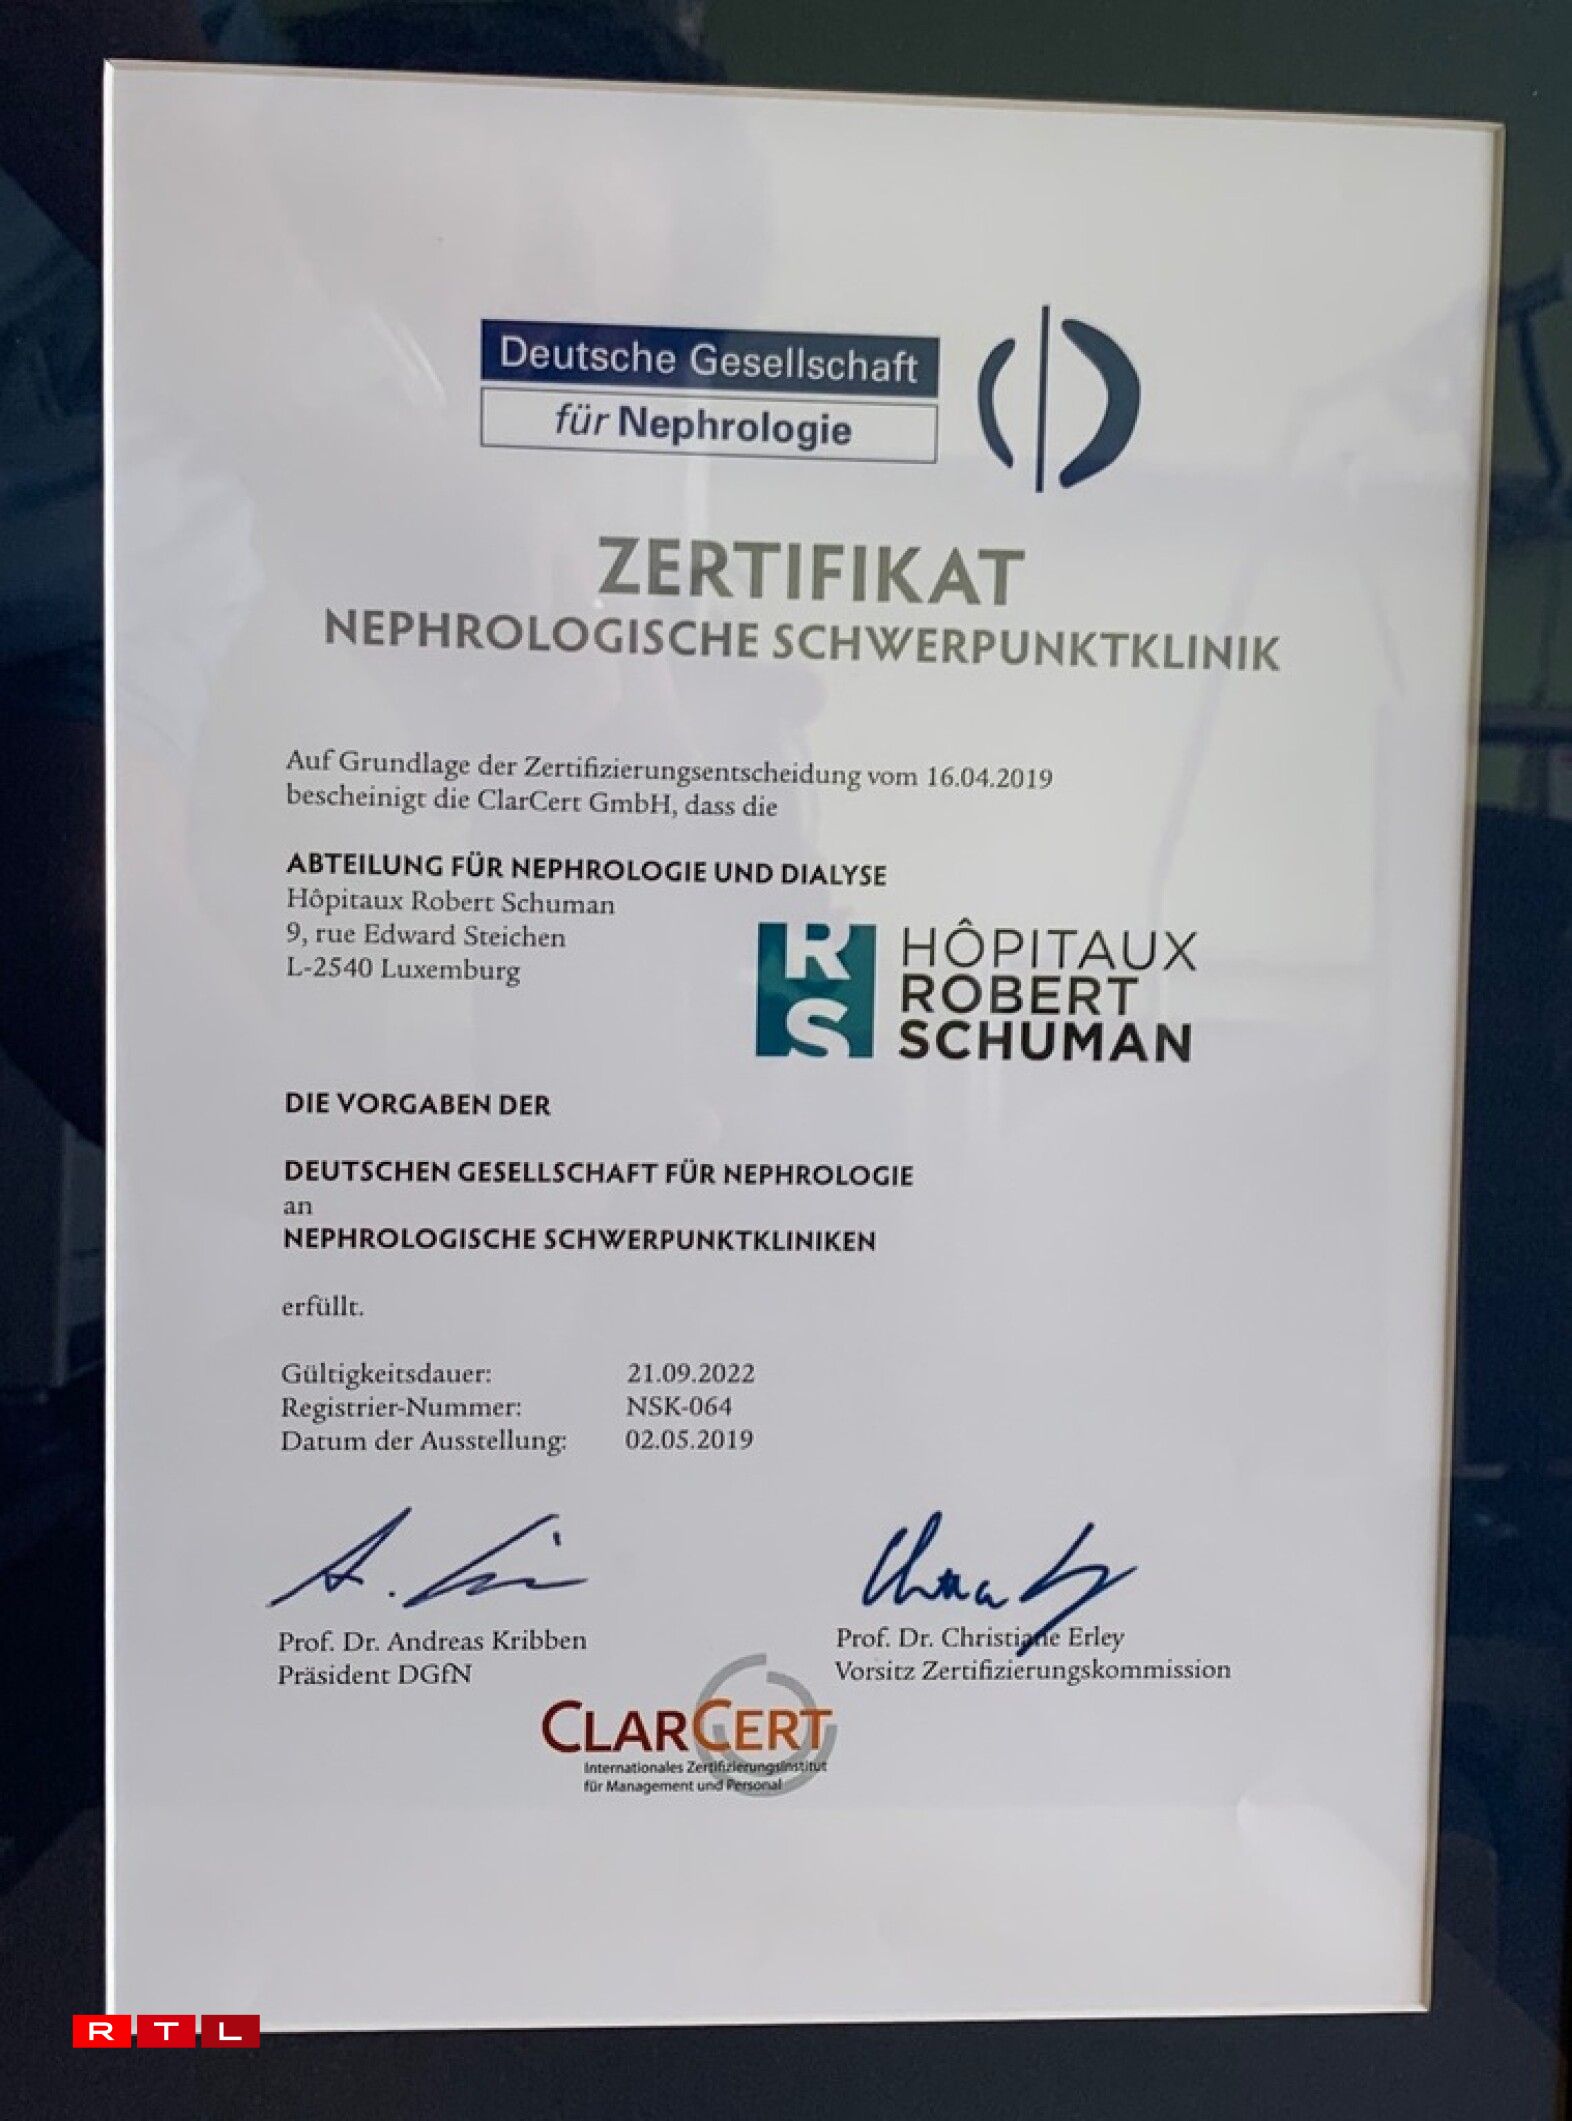 Deutsche Gesellschaft
für Nephrologie
ZERTIFIKAT
NEPHROLOGISCHE SCHWERPUNKTKLINIK
Auf Grundlage der Zertifizierungsentscheidung vom 16.04.2019
bescheinigt die ClarCert GmbH, dass die
ABTEILUNG FÜR NEPHROLOGIE UND DIALYSE
Hôpitaux Robert Schuman
9, rue Edward Steichen
L-2540 Luxemburg
RS
HÔPITAUX
ROBERT
SCHUMAN
DIE VORGABEN DER
DEUTSCHEN GESELLSCHAFT FÜR NEPHROLOGIE
an
NEPHROLOGISCHE SCHWERPUNKTKLINIKEN
erfüllt.
Gültigkeitsdauer: 21.09.2022
Registrier-Nummer: NSK-064
Datum der Ausstellung: 02.05.2019
Prof. Dr. Andreas Kribben
Präsident DGfN
Prof. Dr. Christiane Erley
Vorsitz Zertifizierungskommission
CLARCERT
Internationales Zertifizierungsinstitut
für Management und Personal
RTL